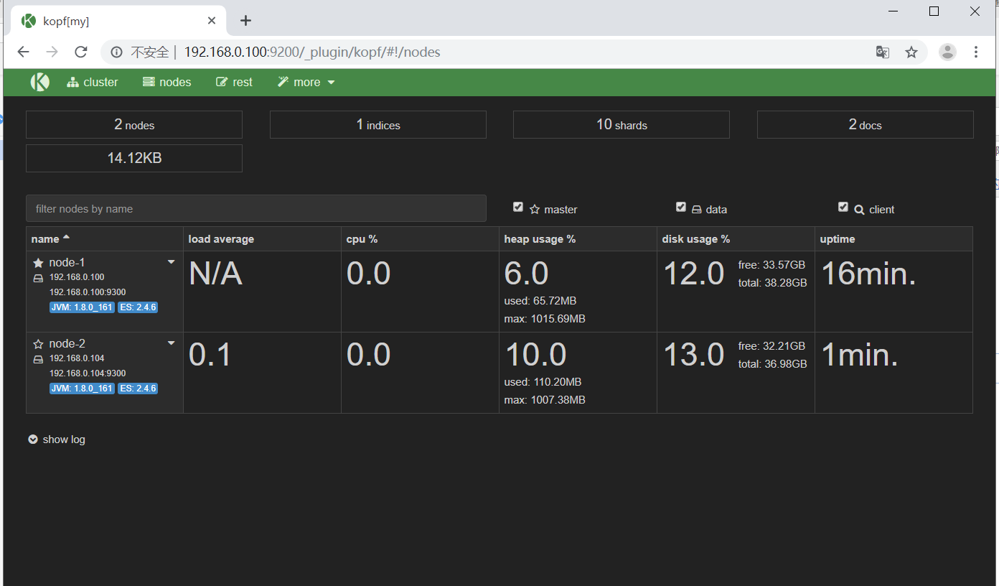 kopf[my]
不安全 | 192.168.0.100:9200/_plugin/kopf/#!/nodes
cluster nodes rest more
2 nodes 1 indices 10 shards 2 docs
14.12KB
filter nodes by name master data client
name load average cpu % heap usage % disk usage % uptime
node-1 N/A 0.0 6.0 12.0 free: 33.57GB 16min.
192.168.0.100 total: 38.28GB
192.168.0.100:9300 used: 65.72MB
JVM: 1.8.0_161 ES: 2.4.6 max: 1015.69MB
node-2 0.1 0.0 10.0 13.0 free: 32.21GB 1min.
192.168.0.104 total: 36.98GB
192.168.0.104:9300 used: 110.20MB
JVM: 1.8.0_161 ES: 2.4.6 max: 1007.38MB
show log